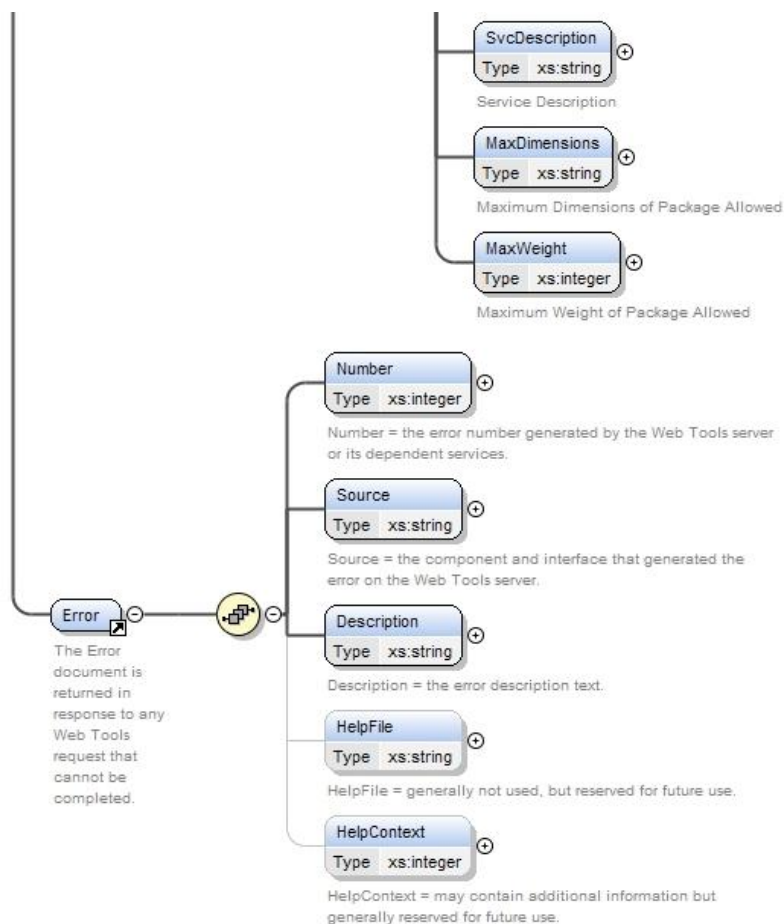 SvcDescription
Type xs:string
Service Description
MaxDimensions
Type xs:string
Maximum Dimensions of Package Allowed
MaxWeight
Type xs:integer
Maximum Weight of Package Allowed
Number
Type xs:integer
Number = the error number generated by the Web Tools server
or its dependent services.
Source
Type xs:string
Source = the component and interface that generated the
error on the Web Tools server.
Error
The Error
document is
returned in
response to any
Web Tools
request that
cannot be
completed.
Description
Type xs:string
Description = the error description text.
HelpFile
Type xs:string
HelpFile = generally not used, but reserved for future use.
HelpContext
Type xs:integer
HelpContext = may contain additional information but
generally reserved for future use.